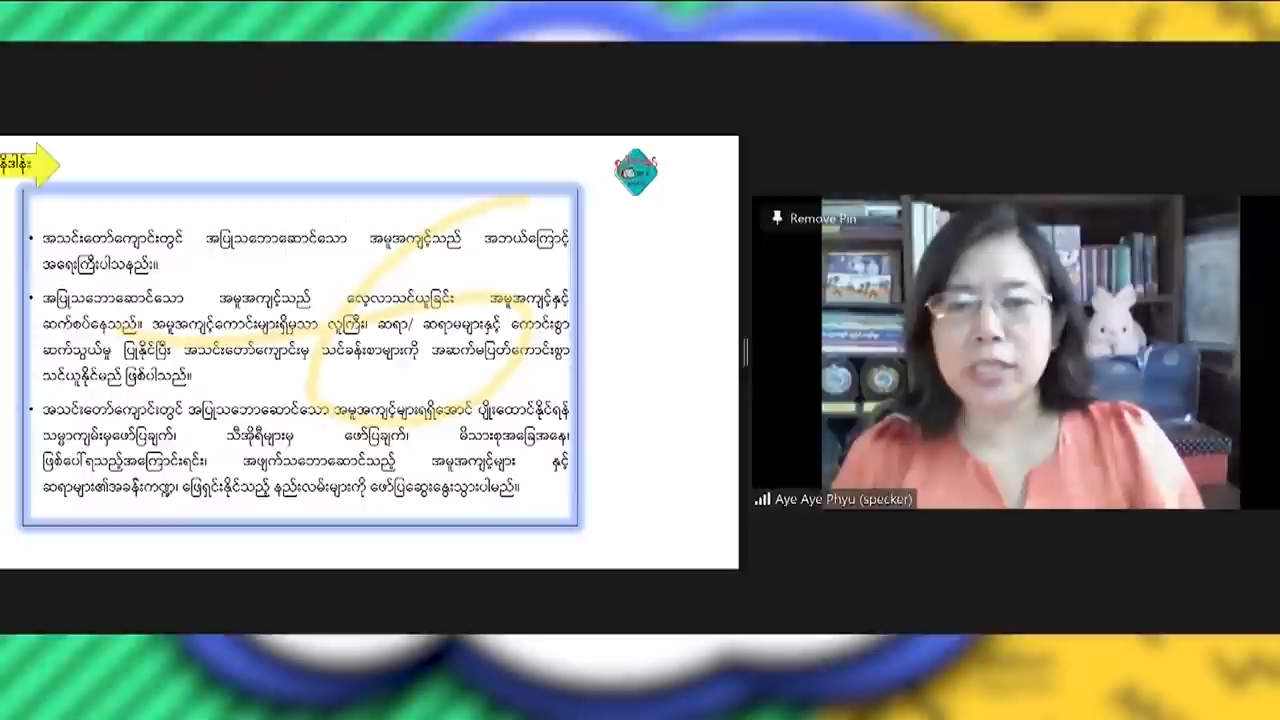 နိဒါန်း
• အသင်းတော်ကျောင်းတွင် အပြုသဘောဆောင်သော အမူအကျင့်သည် အဘယ်ကြောင့်
အရေးကြီးပါသနည်း။
• အပြုသဘောဆောင်သော အမူအကျင့်သည် လေ့လာသင်ယူခြင်း အမူအကျင့်နှင့်
ဆက်စပ်နေသည်။ အမူအကျင့်ကောင်းများရှိမှသာ လူကြီး၊ ဆရာ/ ဆရာမများနှင့် ကောင်းစွာ
ဆက်သွယ်မှု ပြုနိုင်ပြီး အသင်းတော်ကျောင်းမှ သင်ခန်းစာများကို အဆက်မပြတ်ကောင်းစွာ
သင်ယူနိုင်မည် ဖြစ်ပါသည်။
• အသင်းတော်ကျောင်းတွင် အပြုသဘောဆောင်သော အမူအကျင့်များရရှိအောင် ပျိုးထောင်နိုင်ရန်
သမ္မာကျမ်းမှဖော်ပြချက်၊ သီအိုရီများမှ ဖော်ပြချက်၊ မိသားစုအခြေအနေ၊
ဖြစ်ပေါ်ရသည့်အကြောင်းရင်း၊ အဖျက်သဘောဆောင်သည့် အမူအကျင့်များ နှင့်
ဆရာများ၏အခန်းကဏ္ဍ၊ ဖြေရှင်းနိုင်သည့် နည်းလမ်းများကို ဖော်ပြဆွေးနွေးသွားပါမည်။
Remove Pin
Aye Aye Phyu (specker)